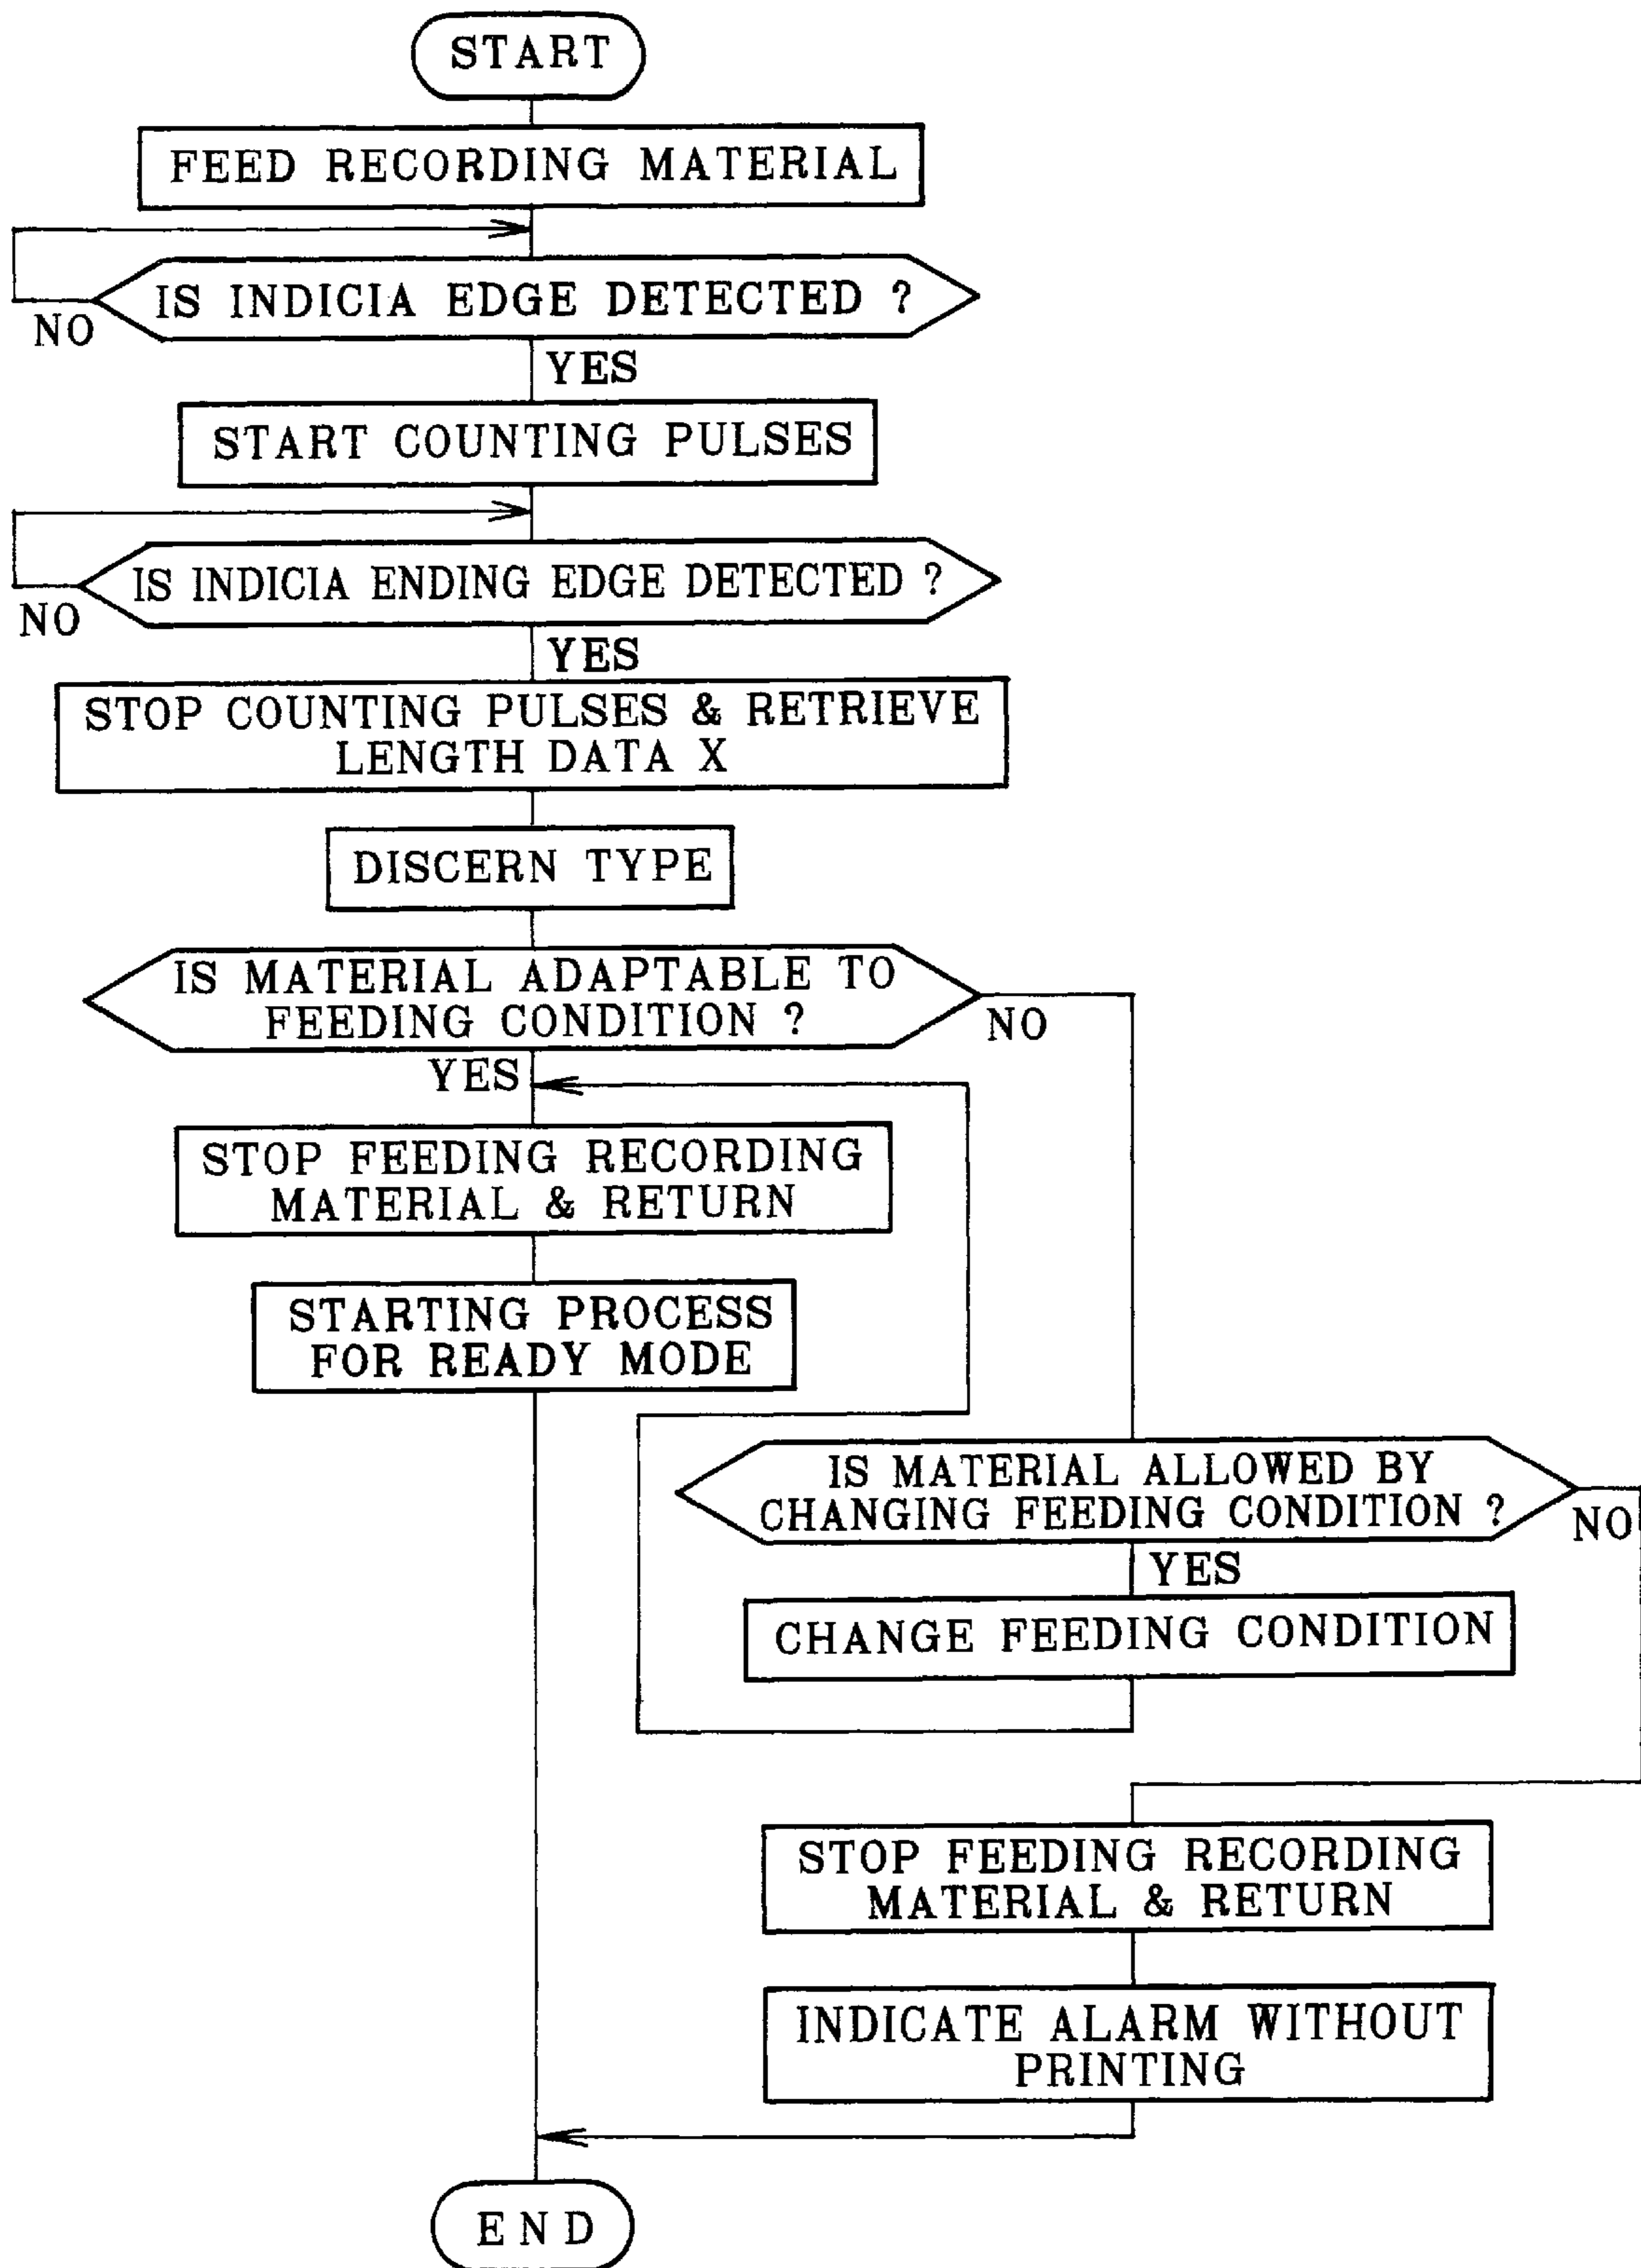 START
FEED RECORDING MATERIAL
IS INDICIA EDGE DETECTED ?
NO
YES
START COUNTING PULSES
IS INDICIA ENDING EDGE DETECTED ?
NO
YES
STOP COUNTING PULSES & RETRIEVE
LENGTH DATA X
DISCERN TYPE
IS MATERIAL ADAPTABLE TO
FEEDING CONDITION ?
NO
YES
STOP FEEDING RECORDING
MATERIAL & RETURN
STARTING PROCESS
FOR READY MODE
IS MATERIAL ALLOWED BY
CHANGING FEEDING CONDITION ?
NO
YES
CHANGE FEEDING CONDITION
STOP FEEDING RECORDING
MATERIAL & RETURN
INDICATE ALARM WITHOUT
PRINTING
END